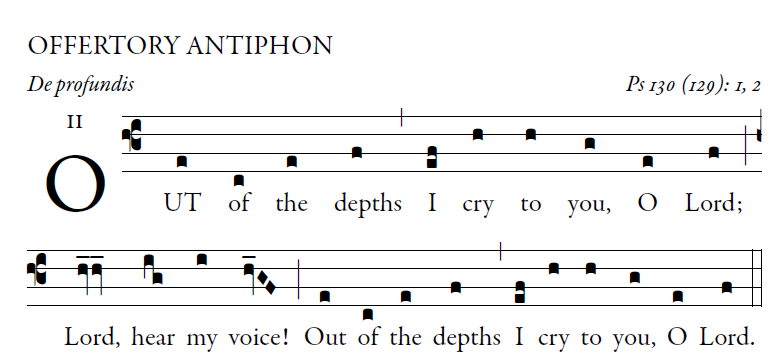 OFFERTORY ANTIPHON
De profundis Ps 130 (129): 1, 2
II
OUT of the depths I cry to you, O Lord;
Lord, hear my voice! Out of the depths I cry to you, O Lord.